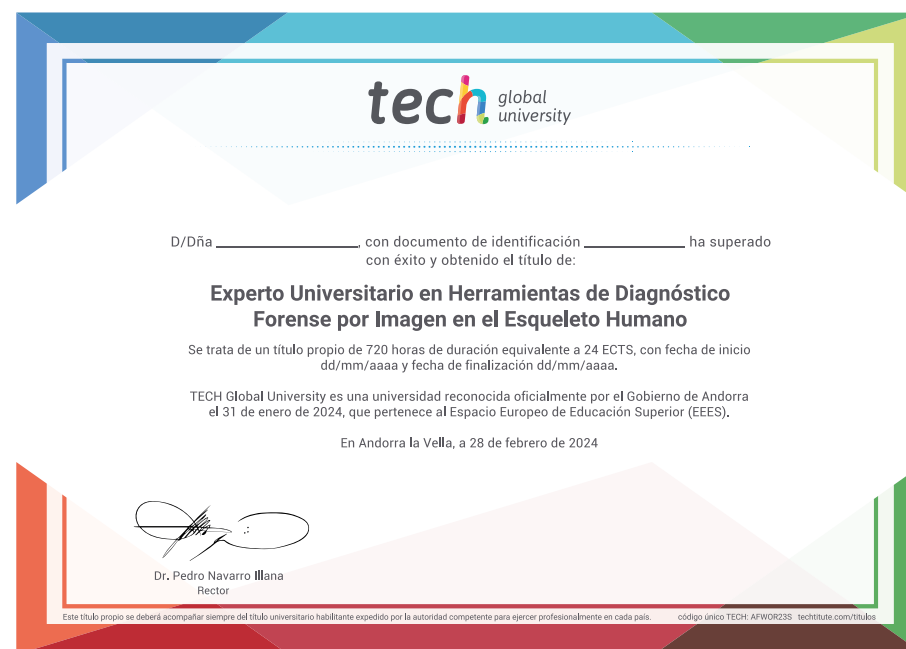 tech global university
D/Dña ____________________, con documento de identificación ______________ ha superado
con éxito y obtenido el título de:
Experto Universitario en Herramientas de Diagnóstico
Forense por Imagen en el Esqueleto Humano
Se trata de un título propio de 720 horas de duración equivalente a 24 ECTS, con fecha de inicio
dd/mm/aaaa y fecha de finalización dd/mm/aaaa.
TECH Global University es una universidad reconocida oficialmente por el Gobierno de Andorra
el 31 de enero de 2024, que pertenece al Espacio Europeo de Educación Superior (EEES).
En Andorra la Vella, a 28 de febrero de 2024
Dr. Pedro Navarro Illana
Rector
Este título propio se deberá acompañar siempre del título universitario habilitante expedido por la autoridad competente para ejercer profesionalmente en cada país. código único TECH: AFWOR23S techtitute.com/titulos